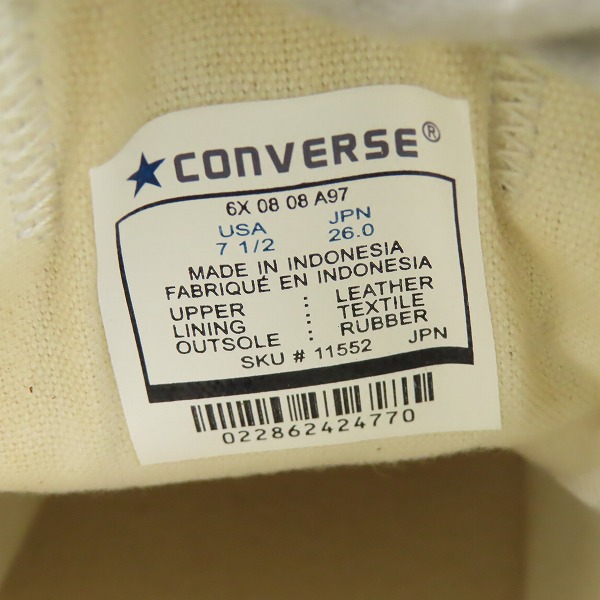 CONVERSE®
6X 08 08 A97
USA JPN
7 1/2 26.0
MADE IN INDONESIA
FABRIQUÉ EN INDONESIA
UPPER : LEATHER
LINING : TEXTILE
OUTSOLE : RUBBER
SKU # 11552 JPN
022862424770